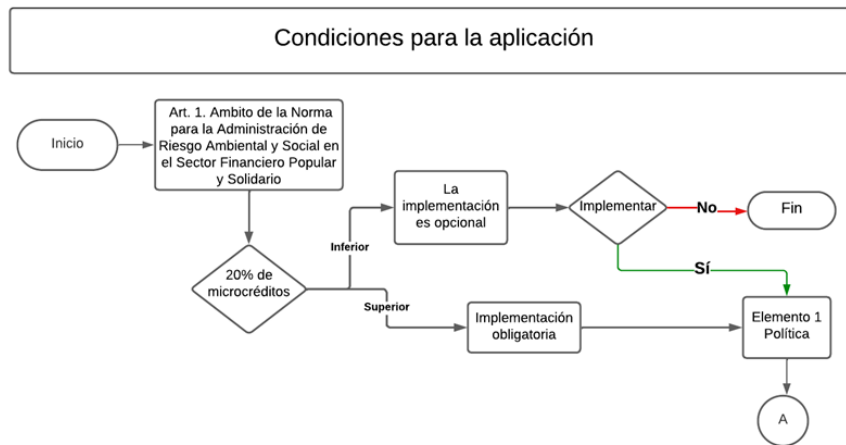 Condiciones para la aplicación
Inicio
Art. 1. Ambito de la Norma
para la Administración de
Riesgo Ambiental y Social en
el Sector Financiero Popular
y Solidario
20% de
microcréditos
Inferior
La
implementación
es opcional
Implementar
No
Fin
Sí
Superior
Implementación
obligatoria
Elemento 1
Política
A